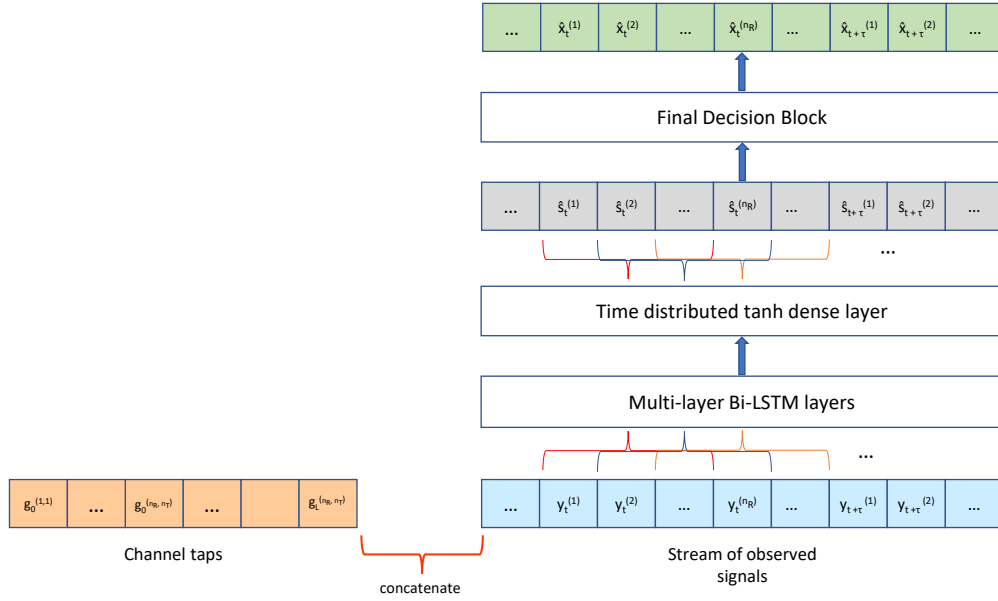 ... x̂ₜ⁽¹⁾ x̂ₜ⁽²⁾ ... x̂ₜ⁽ⁿᴿ⁾ ... x̂ₜ₊τ⁽¹⁾ x̂ₜ₊τ⁽²⁾ ...
Final Decision Block
... ŝₜ⁽¹⁾ ŝₜ⁽²⁾ ... ŝₜ⁽ⁿᴿ⁾ ... ŝₜ₊τ⁽¹⁾ ŝₜ₊τ⁽²⁾ ...
...
Time distributed tanh dense layer
Multi-layer Bi-LSTM layers
...
g₀⁽¹,¹⁾ ... g₀⁽ⁿᴿ, ⁿᵀ⁾ ... g_L⁽ⁿᴿ, ⁿᵀ⁾
... yₜ⁽¹⁾ yₜ⁽²⁾ ... yₜ⁽ⁿᴿ⁾ ... yₜ₊τ⁽¹⁾ yₜ₊τ⁽²⁾ ...
Channel taps
Stream of observed
signals
concatenate